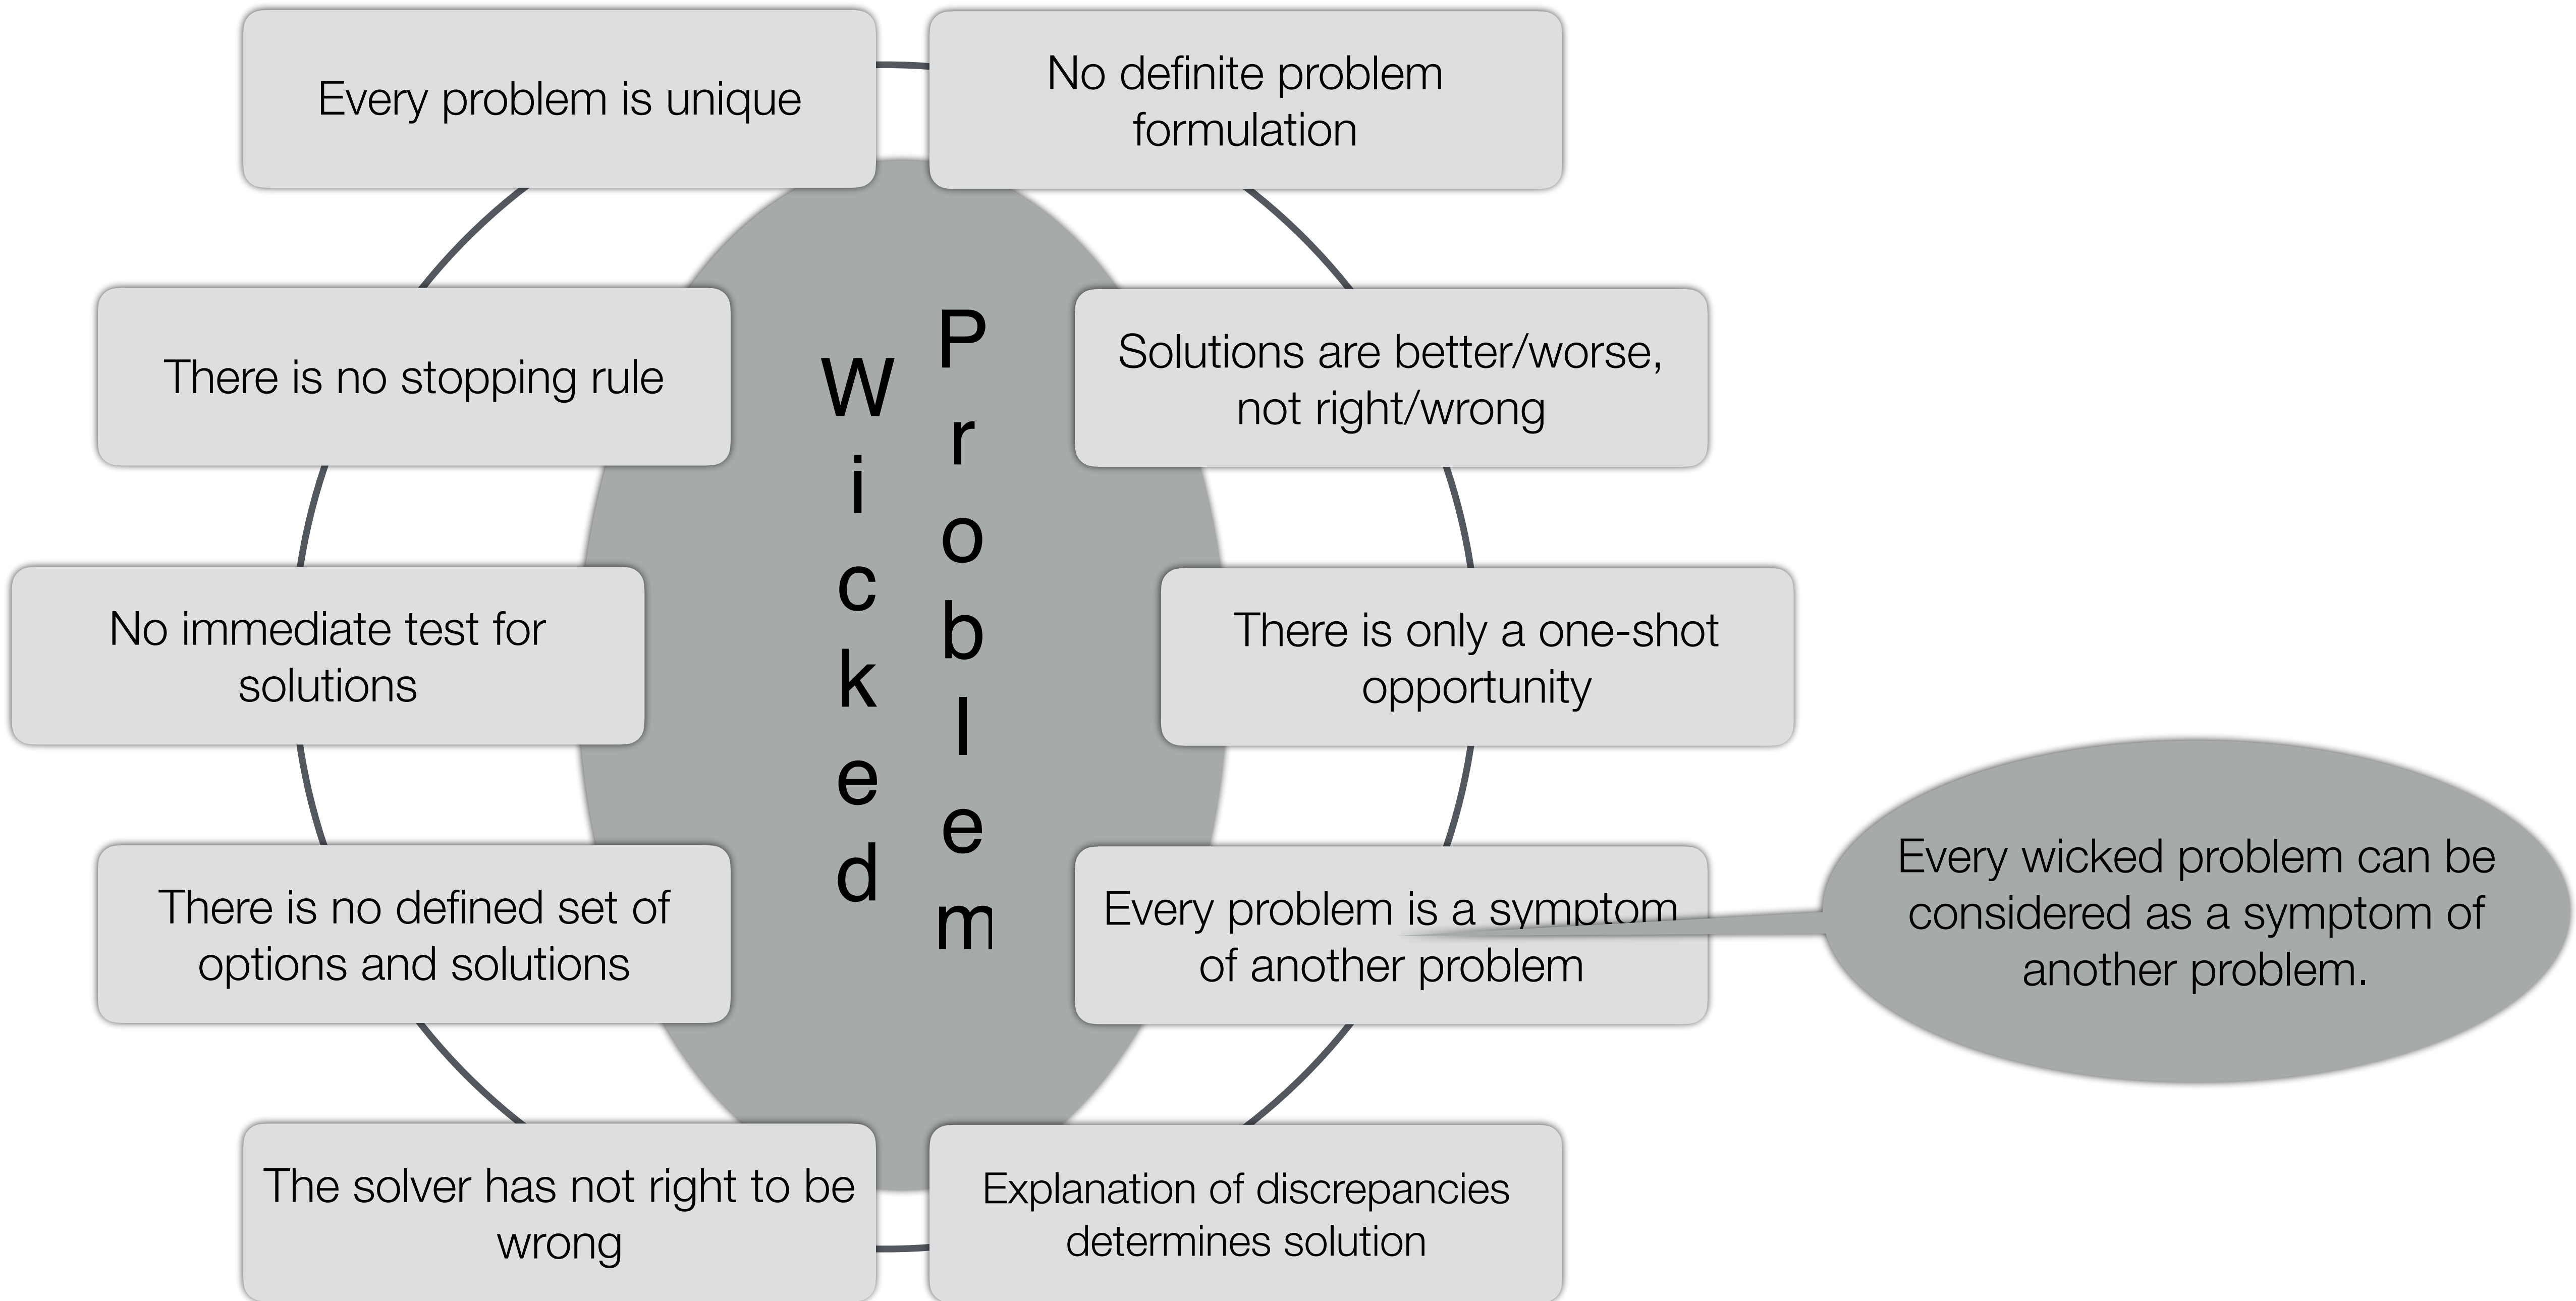 Every problem is unique
No definite problem
formulation
There is no stopping rule
Wicked
Problem
Solutions are better/worse,
not right/wrong
No immediate test for
solutions
There is only a one-shot
opportunity
There is no defined set of
options and solutions
Every problem is a symptom
of another problem
Every wicked problem can be
considered as a symptom of
another problem.
The solver has not right to be
wrong
Explanation of discrepancies
determines solution